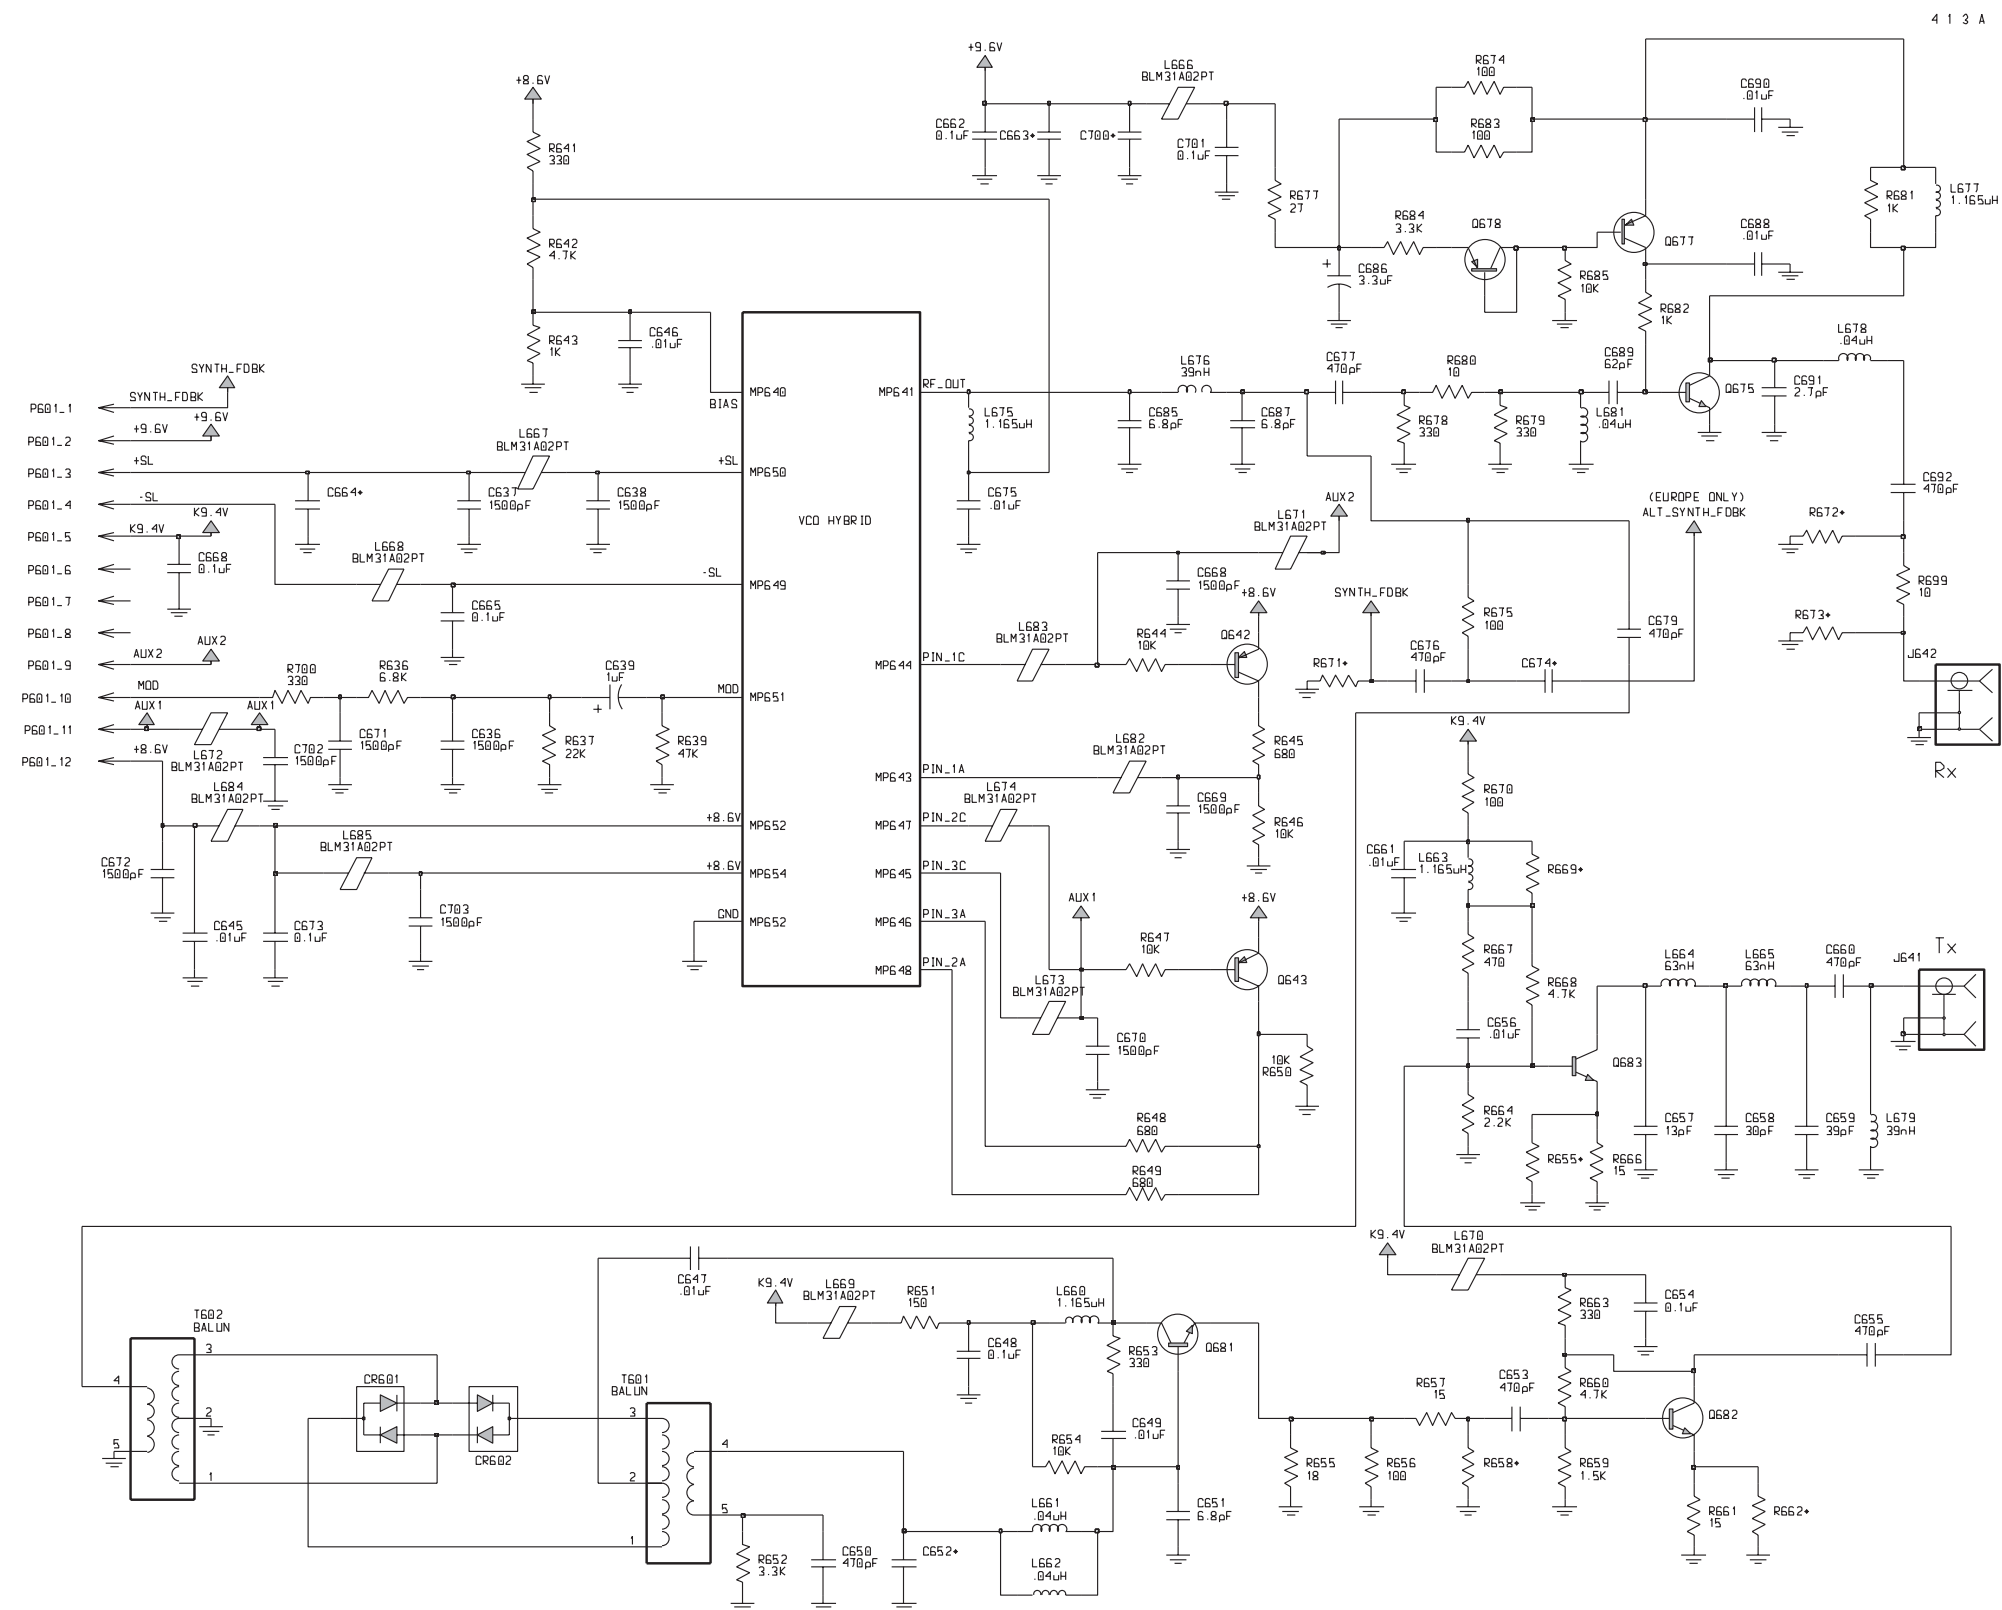 4 1 3 A
+9.6V
L666
BLM31A02PT
C662
0.1uF
C663*
C700*
C701
0.1uF
R677
27
R674
100
R683
100
C690
.01uF
R681
1K
L677
1.165uH
R684
3.3K
Q678
Q677
C688
.01uF
+
C686
3.3uF
R685
10K
R682
1K
+8.6V
R641
330
R642
4.7K
R643
1K
C646
.01uF
SYNTH_FDBK
P601_1
SYNTH_FDBK
P601_2
+9.6V
+9.6V
P601_3
+SL
P601_4
-SL
P601_5
K9.4V
K9.4V
P601_6
P601_7
P601_8
P601_9
AUX2
AUX2
P601_10
MOD
P601_11
AUX1
AUX1
P601_12
+8.6V
C664*
C637
1500pF
L667
BLM31A02PT
C638
1500pF
+SL
C668
0.1uF
L668
BLM31A02PT
C665
0.1uF
-SL
R700
330
R636
6.8K
C639
1uF
+
MOD
L672
BLM31A02PT
C702
1500pF
C671
1500pF
C636
1500pF
R637
22K
R639
47K
L684
BLM31A02PT
+8.6V
L685
BLM31A02PT
+8.6V
C672
1500pF
C645
.01uF
C673
0.1uF
C703
1500pF
GND
BIAS
VCO HYBRID
MP640
MP650
MP649
MP651
MP652
MP654
MP652
MP641
MP644
MP643
MP647
MP645
MP646
MP648
RF_OUT
PIN_1C
PIN_1A
PIN_2C
PIN_3C
PIN_3A
PIN_2A
L675
1.165uH
C675
.01uF
L676
39nH
C685
6.8pF
C687
6.8pF
C677
470pF
R678
330
R680
10
R679
330
L681
.04uH
C689
62pF
Q675
C691
2.7pF
L678
.04uH
C692
470pF
R672*
R699
10
R673*
J642
Rx
AUX2
L671
BLM31A02PT
C668
1500pF
L683
BLM31A02PT
R644
10K
+8.6V
Q642
R645
680
L682
BLM31A02PT
C669
1500pF
R646
10K
L674
BLM31A02PT
AUX1
R647
10K
+8.6V
Q643
L673
BLM31A02PT
C670
1500pF
10K
R650
R648
680
R649
680
(EUROPE ONLY)
ALT_SYNTH_FDBK
SYNTH_FDBK
R671*
C676
470pF
R675
100
C674*
C679
470pF
K9.4V
R670
100
C661
.01uF
L663
1.165uH
R669*
R667
470
R668
4.7K
C656
.01uF
R664
2.2K
Q683
R655*
R666
15
L664
63nH
L665
63nH
C660
470pF
J641
Tx
C657
13pF
C658
30pF
C659
39pF
L679
39nH
T602
BALUN
3
4
2
5
1
CR601
CR602
T601
BALUN
3
2
1
4
5
C647
.01uF
K9.4V
L669
BLM31A02PT
R651
150
C648
0.1uF
L660
1.165uH
R653
330
C649
.01uF
R654
10K
Q681
C651
6.8pF
L661
.04uH
L662
.04uH
R652
3.3K
C650
470pF
C652*
R655
18
R656
100
R657
15
R658*
C653
470pF
R659
1.5K
R660
4.7K
R663
330
K9.4V
L670
BLM31A02PT
C654
0.1uF
C655
470pF
Q682
R661
15
R662*